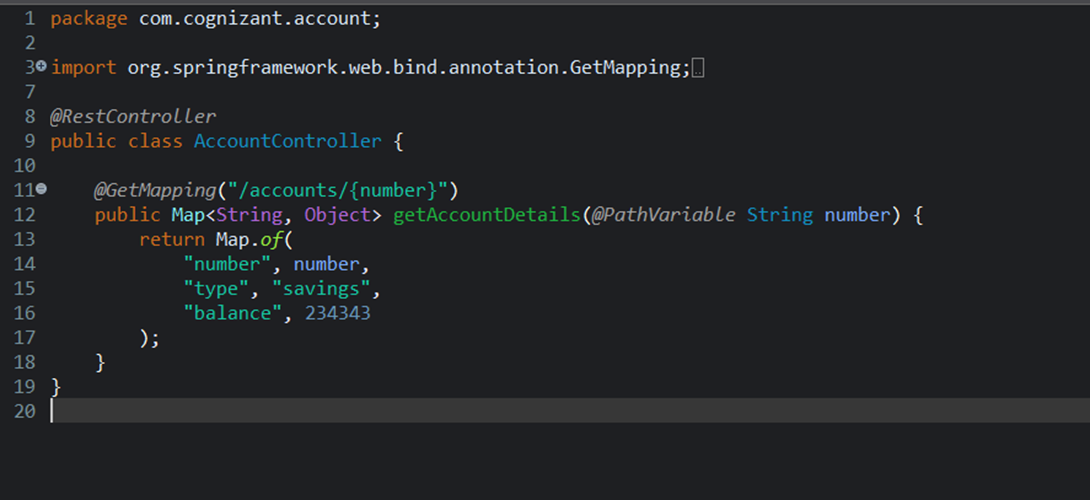 1 package com.cognizant.account;
2
3 import org.springframework.web.bind.annotation.GetMapping;
7
8 @RestController
9 public class AccountController {
10
11     @GetMapping("/accounts/{number}")
12     public Map<String, Object> getAccountDetails(@PathVariable String number) {
13         return Map.of(
14             "number", number,
15             "type", "savings",
16             "balance", 234343
17         );
18     }
19 }
20